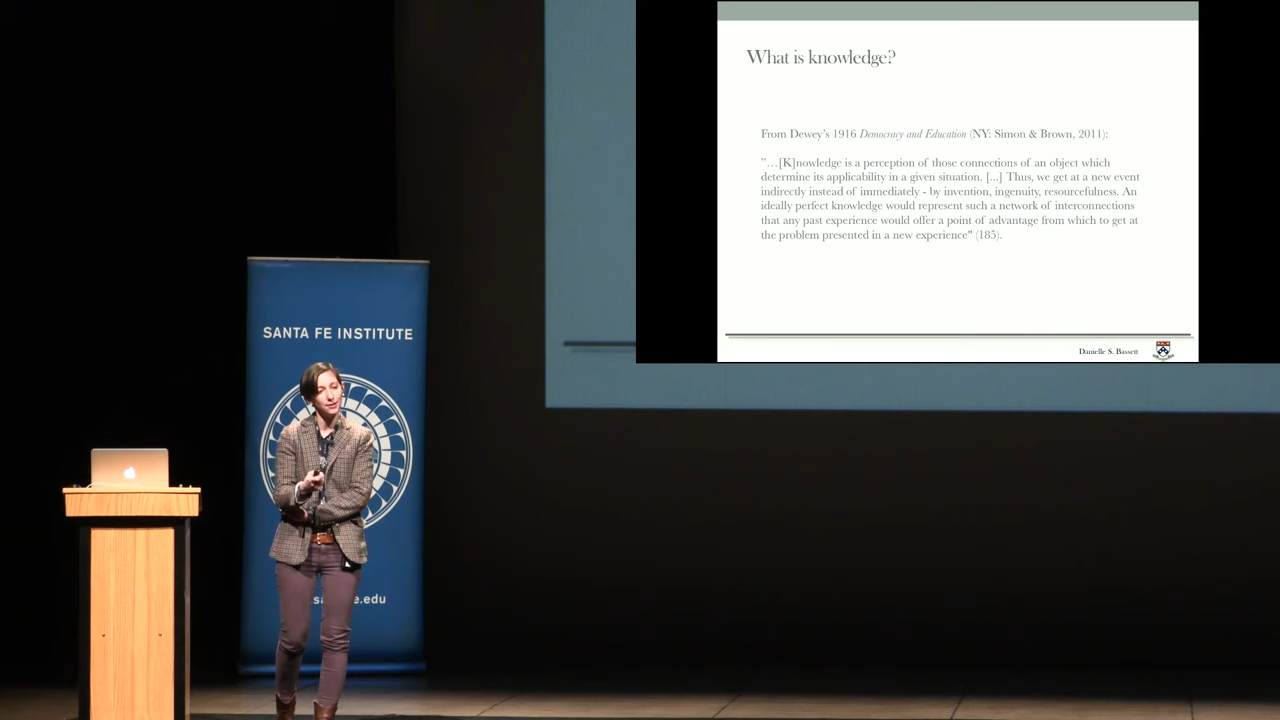 What is knowledge?
From Dewey's 1916 Democracy and Education (NY: Simon & Brown, 2011):
"…[K]nowledge is a perception of those connections of an object which
determine its applicability in a given situation. [...] Thus, we get at a new event
indirectly instead of immediately - by invention, ingenuity, resourcefulness. An
ideally perfect knowledge would represent such a network of interconnections
that any past experience would offer a point of advantage from which to get at
the problem presented in a new experience" (185).
Danielle S. Bassett
SANTA FE INSTITUTE
e.edu